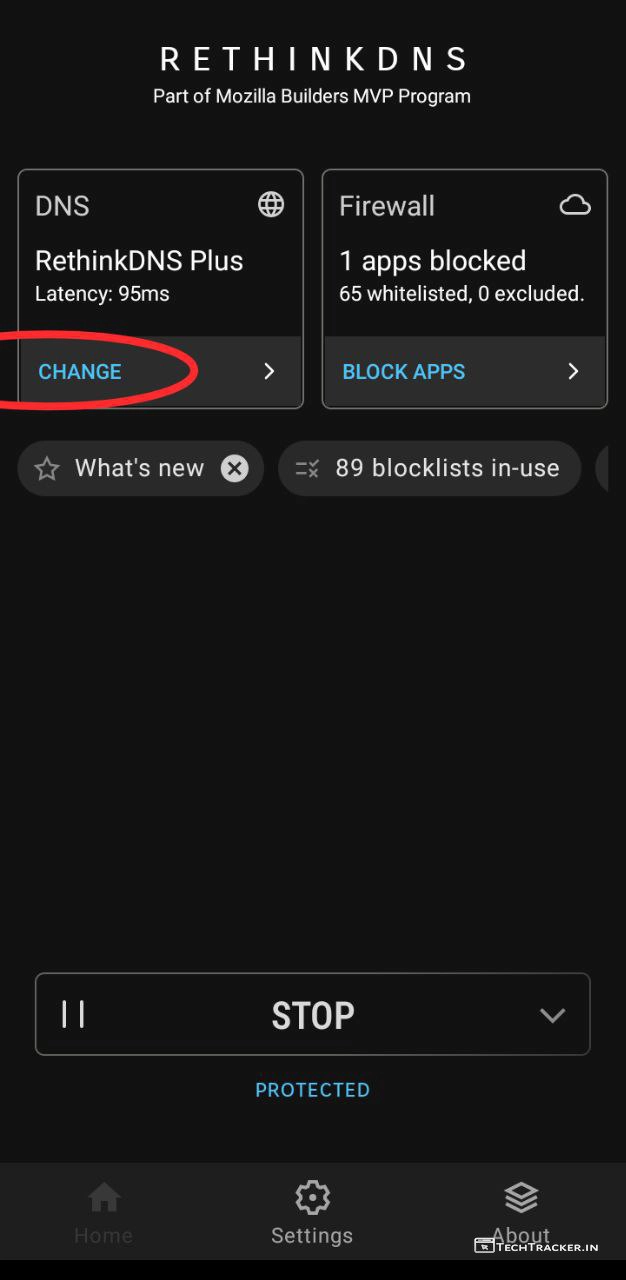 RETHINKDNS
Part of Mozilla Builders MVP Program
DNS
RethinkDNS Plus
Latency: 95ms
CHANGE
Firewall
1 apps blocked
65 whitelisted, 0 excluded.
BLOCK APPS
What's new
89 blocklists in-use
STOP
PROTECTED
Home
Settings
About
TECHTRACKER.IN